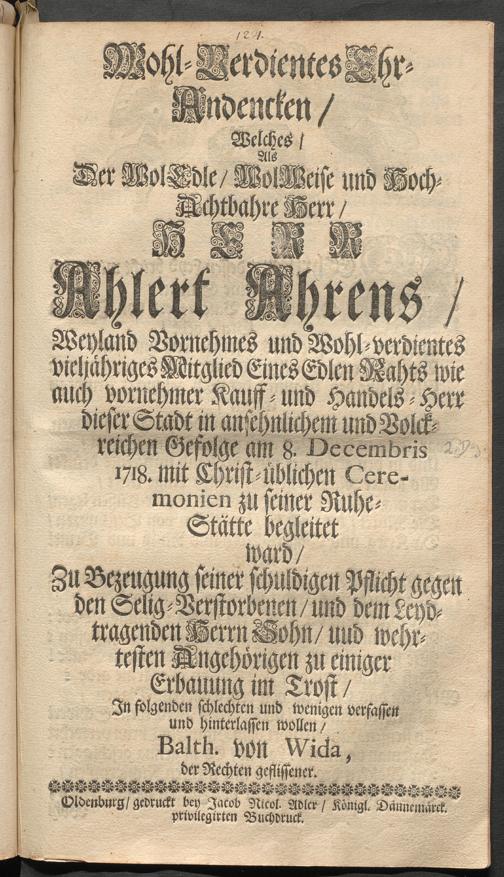 124.
Wohl-Verdientes Ehr-
Andencken /
Welches /
Als
Der WolEdle / WolWeise und Hoch-
Achtbahre Herr /
HERR
Ahlert Ahrens /
Weyland Vornehmes und Wohl-verdientes
vieljähriges Mitglied Eines Edlen Rahts wie
auch vornehmer Kauff- und Handels-Herr
dieser Stadt in ansehnlichem und Volck-
reichen Gefolge am 8. Decembris
1718. mit Christ-üblichen Cere-
monien zu seiner Ruhe-
Stätte begleitet
ward /
Zu Bezeugung seiner schuldigen Pflicht gegen
den Selig-Verstorbenen / und dem Leyd-
tragenden Herrn Sohn / und wehr-
testen Angehörigen zu einiger
Erbauung im Trost /
In folgenden schlechten und wenigen verfassen
und hinterlassen wollen /
Balth. von Wida,
der Rechten geflissener.
Oldenburg / gedruckt bey Jacob Nicol. Adler / Königl. Dännemärck.
privilegirten Buchdruck.